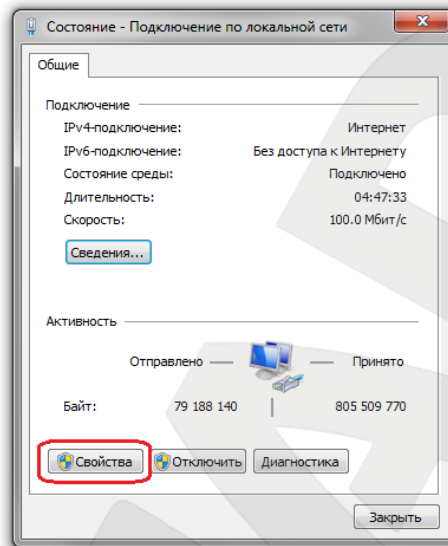 Состояние - Подключение по локальной сети
Общие
Подключение
IPv4-подключение: Интернет
IPv6-подключение: Без доступа к Интернету
Состояние среды: Подключено
Длительность: 04:47:33
Скорость: 100.0 Мбит/с
Сведения...
Активность
Отправлено — — Принято
Байт: 79 188 140 | 805 509 770
Свойства Отключить Диагностика
Закрыть